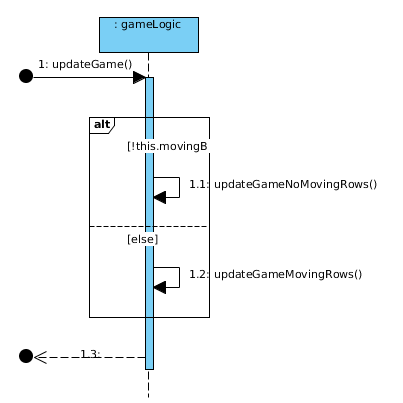 : gameLogic
1: updateGame()
alt
[!this.movingB
1.1: updateGameNoMovingRows()
[else]
1.2: updateGameMovingRows()
1.3: